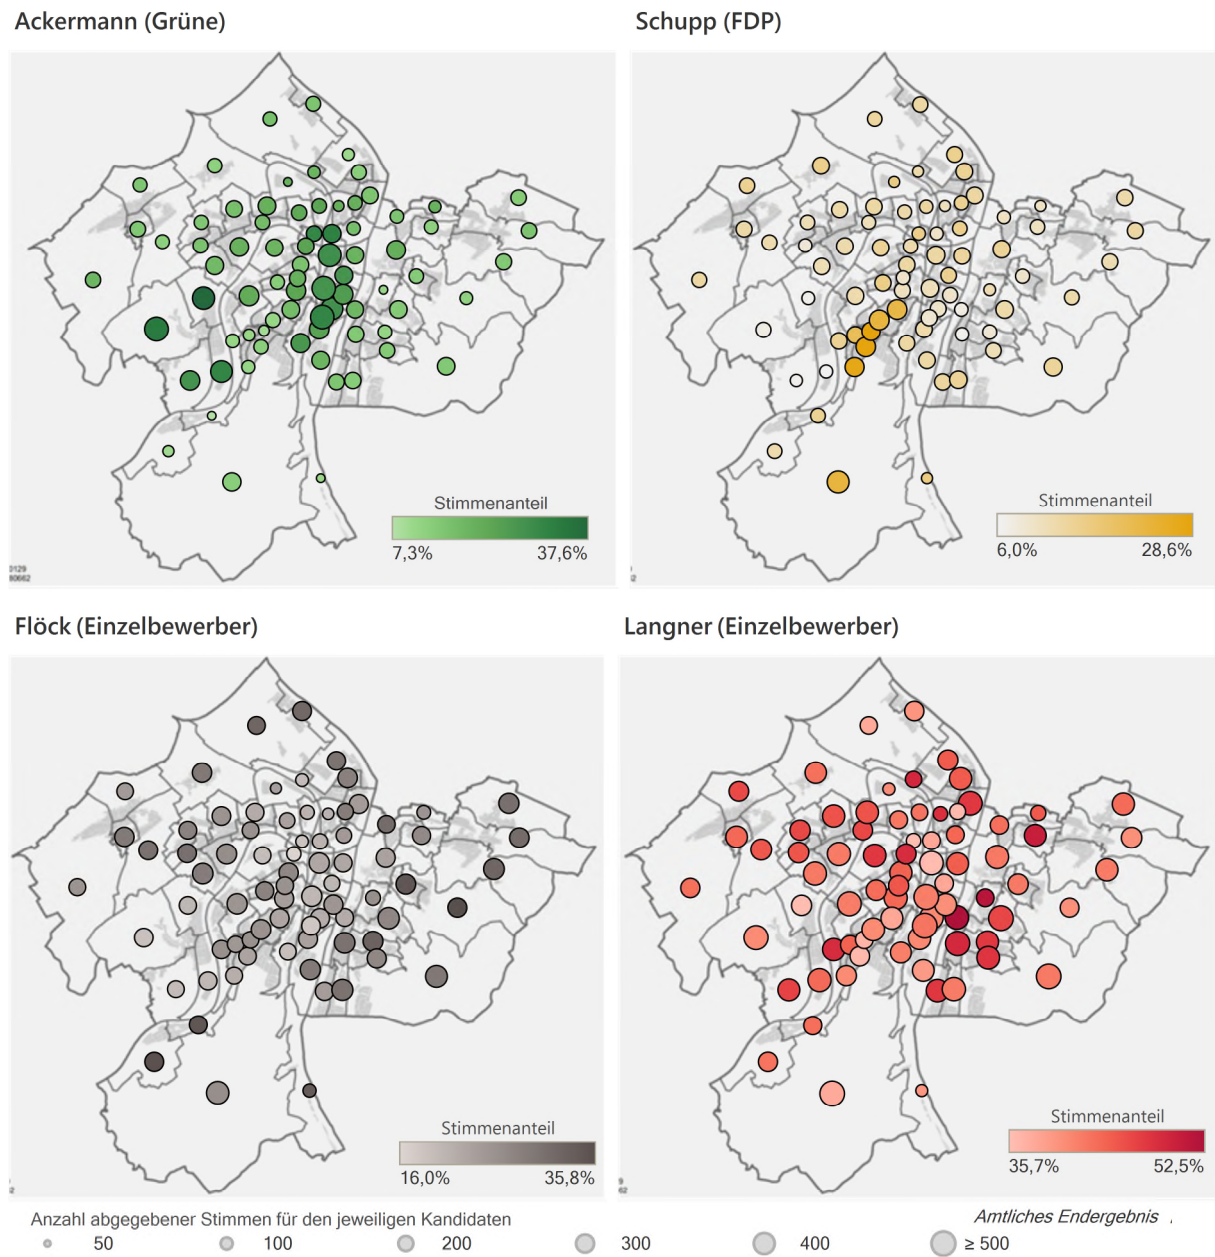 Ackermann (Grüne)
Schupp (FDP)
Stimmenanteil
7,3% 37,6%
Stimmenanteil
6,0% 28,6%
0129
80662
Flöck (Einzelbewerber)
Langner (Einzelbewerber)
Stimmenanteil
16,0% 35,8%
Stimmenanteil
35,7% 52,5%
Anzahl abgegebener Stimmen für den jeweiligen Kandidaten
Amtliches Endergebnis
50 100 200 300 400 ≥ 500